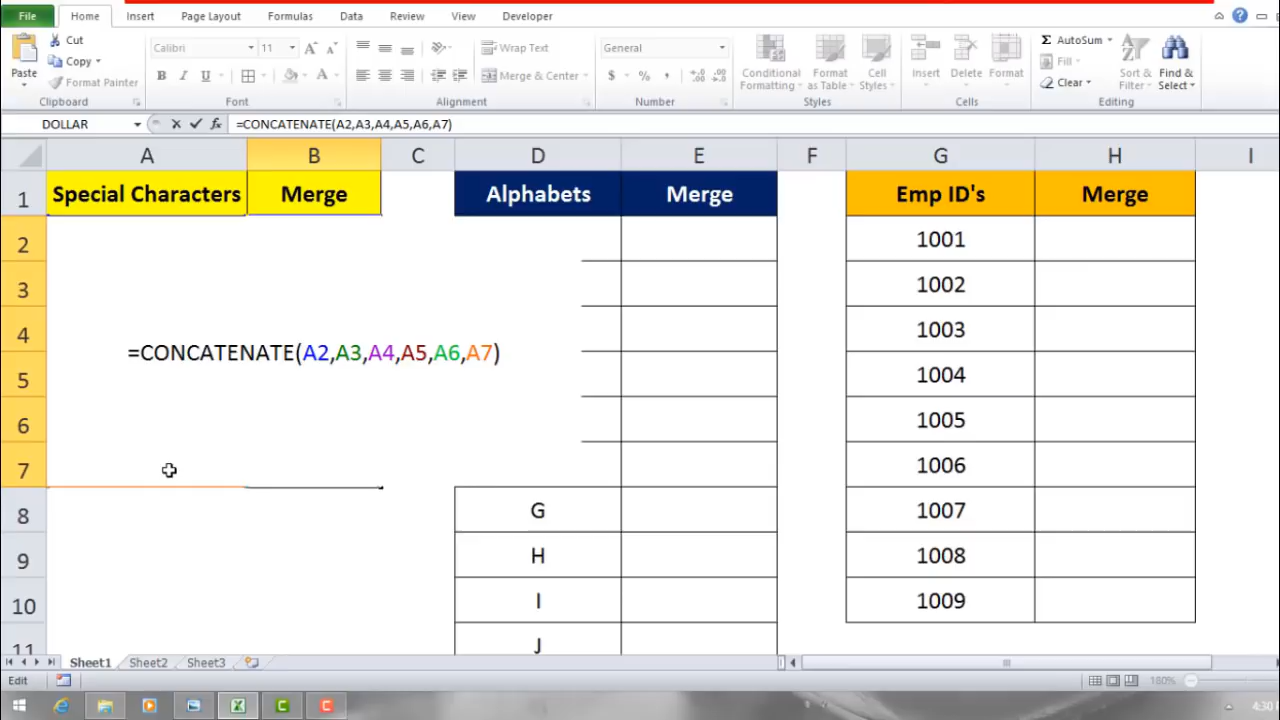 File Home Insert Page Layout Formulas Data Review View Developer
Cut
Copy
Format Painter
Paste
Clipboard
Calibri 11
B I U
Font
Wrap Text
Merge & Center
Alignment
General
$ % ,
Number
Conditional Formatting
Format as Table
Cell Styles
Styles
Insert Delete Format
Cells
AutoSum
Fill
Clear
Sort & Filter
Find & Select
Editing
DOLLAR fx =CONCATENATE(A2,A3,A4,A5,A6,A7)
A B C D E F G H I
1 Special Characters Merge Alphabets Merge Emp ID's Merge
2 1001
3 1002
4 1003
=CONCATENATE(A2,A3,A4,A5,A6,A7)
5 1004
6 1005
7 1006
8 G 1007
9 H 1008
10 I 1009
11 J
Sheet1 Sheet2 Sheet3
Edit 180%
4:30